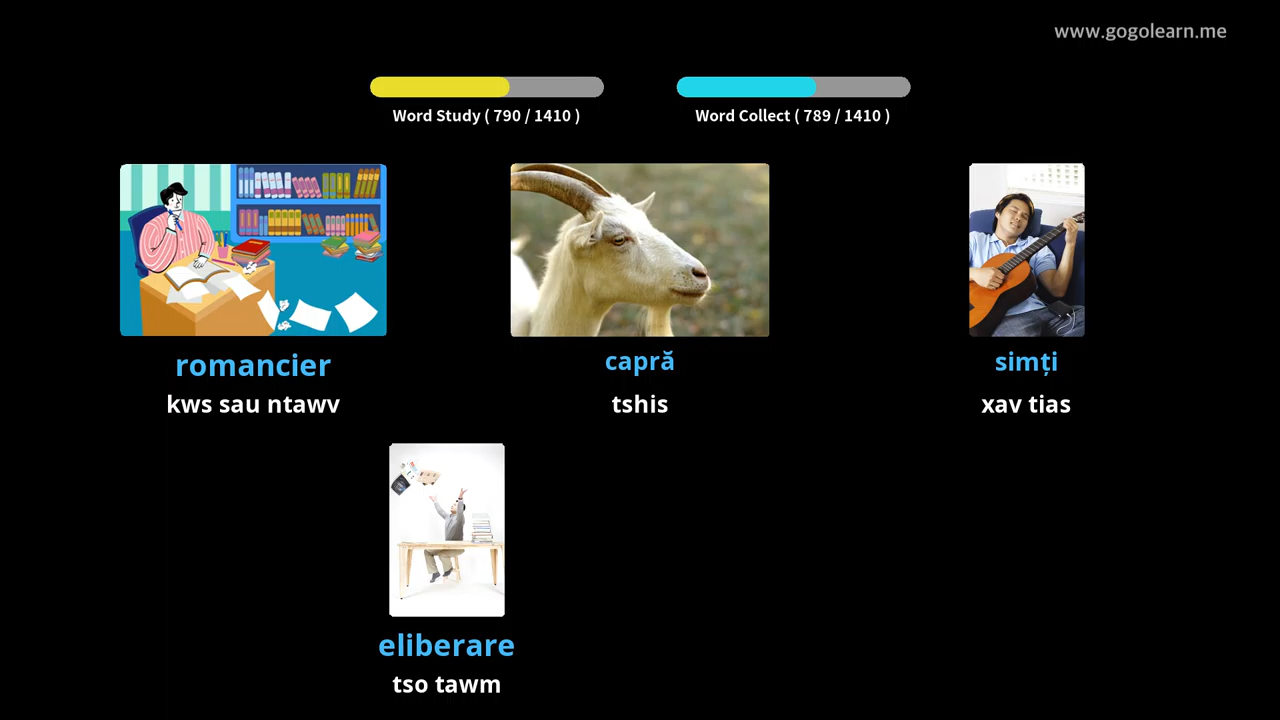 www.gogolearn.me
Word Study ( 790 / 1410 )
Word Collect ( 789 / 1410 )
romancier
kws sau ntawv
capră
tshis
simți
xav tias
eliberare
tso tawm